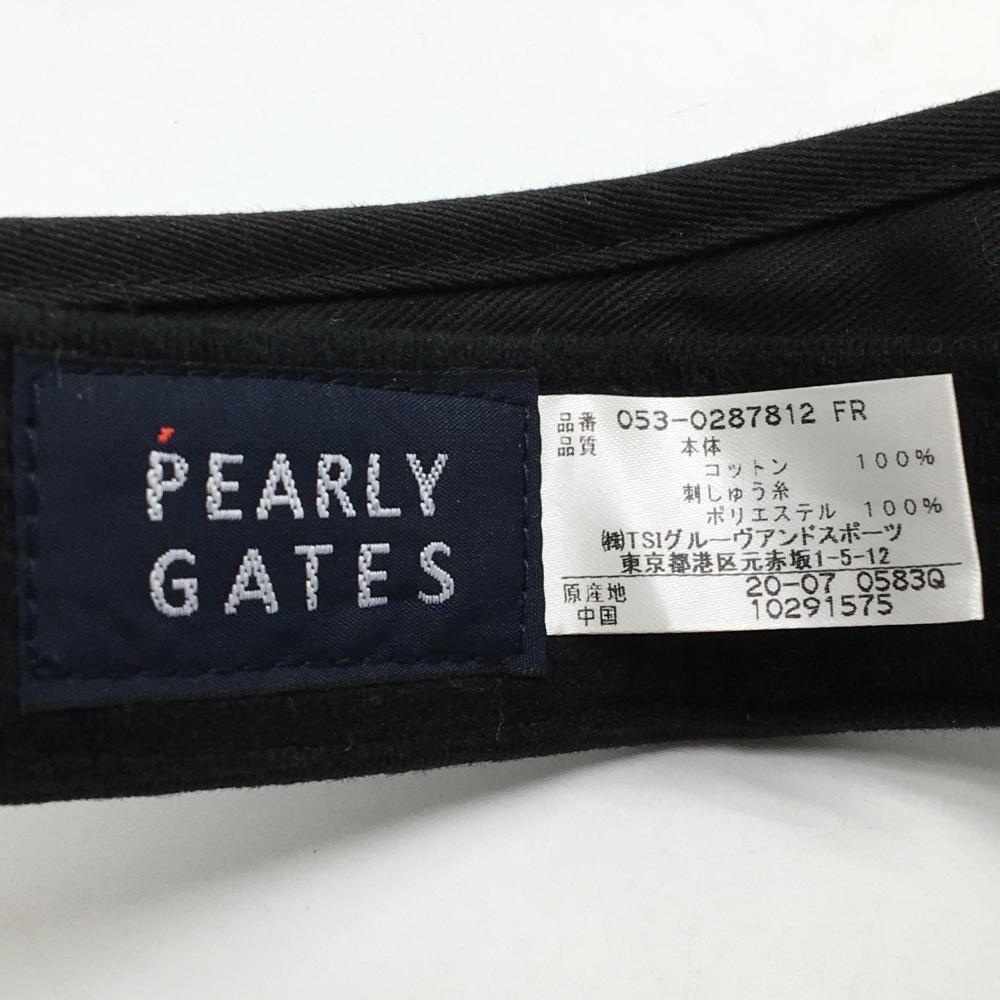 PEARLY
GATES
品番 053-0287812 FR
品質 本体
コットン 100%
刺しゅう糸
ポリエステル 100%
㈱TSIグルーヴアンドスポーツ
東京都港区元赤坂1-5-12
原産地 20-07 0583Q
中国 10291575